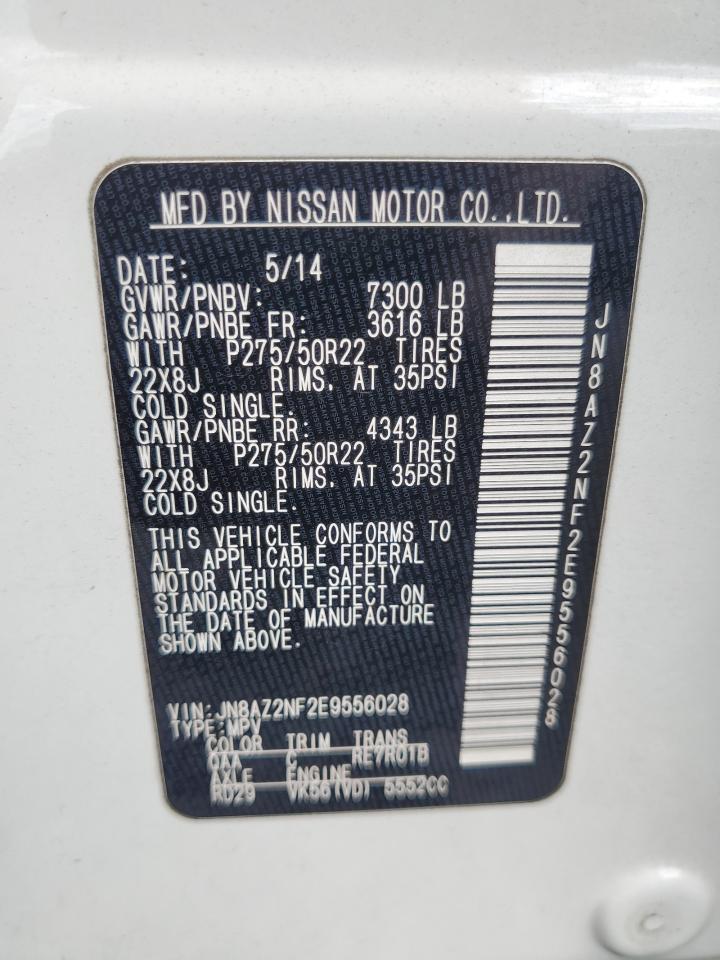 MFD BY NISSAN MOTOR CO.,LTD.
DATE: 5/14
GVWR/PNBV: 7300 LB
GAWR/PNBE FR: 3616 LB
WITH P275/50R22 TIRES
22X8J RIMS. AT 35PSI
COLD SINGLE.
GAWR/PNBE RR: 4343 LB
WITH P275/50R22 TIRES
22X8J RIMS. AT 35PSI
COLD SINGLE.
THIS VEHICLE CONFORMS TO
ALL APPLICABLE FEDERAL
MOTOR VEHICLE SAFETY
STANDARDS IN EFFECT ON
THE DATE OF MANUFACTURE
SHOWN ABOVE.
VIN:JN8AZ2NF2E9556028
TYPE:MPV
COLOR TRIM TRANS
QAA C RE7R01B
AXLE ENGINE
RD29 VK56(VD) 5552CC
JN8AZ2NF2E9556028